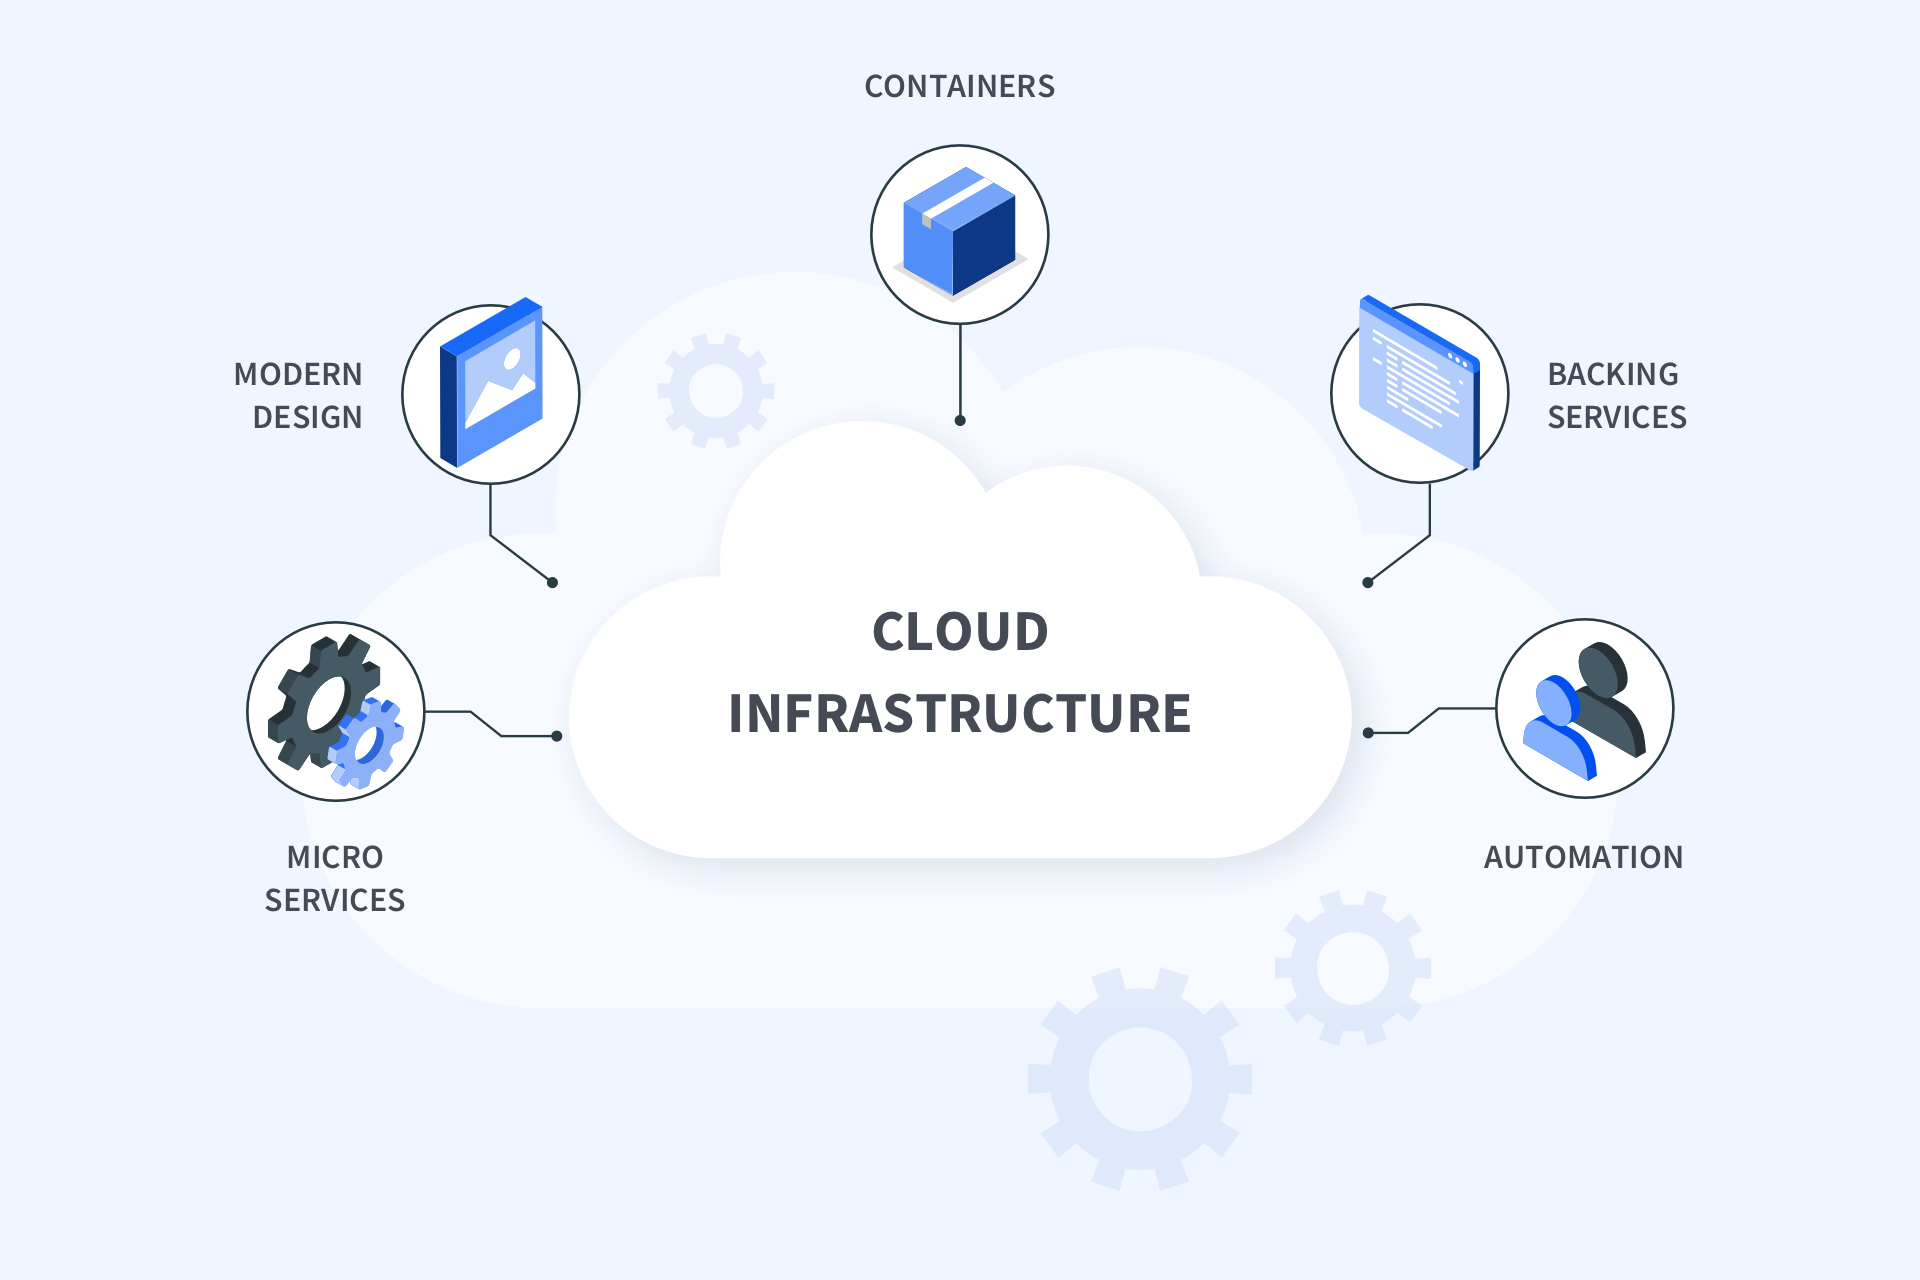 CONTAINERS
MODERN
DESIGN
BACKING
SERVICES
CLOUD
INFRASTRUCTURE
MICRO
SERVICES
AUTOMATION